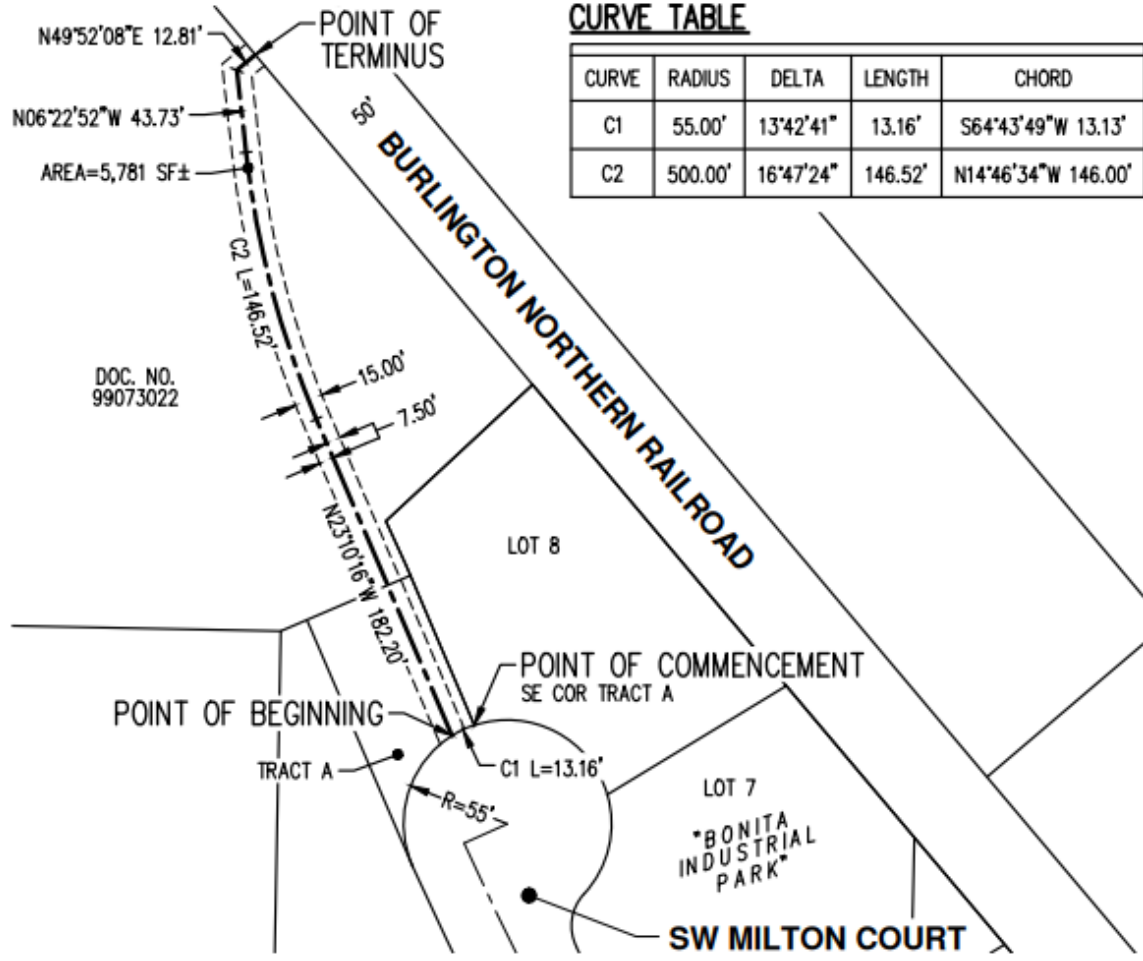 CURVE TABLE
CURVE RADIUS DELTA LENGTH CHORD
C1 55.00' 13°42'41" 13.16' S64°43'49"W 13.13'
C2 500.00' 16°47'24" 146.52' N14°46'34"W 146.00'
N49°52'08"E 12.81'
POINT OF
TERMINUS
N06°22'52"W 43.73'
AREA=5,781 SF±
50'
BURLINGTON NORTHERN RAILROAD
C2 L=146.52'
DOC. NO.
99073022
15.00'
7.50'
N23°10'16"W 182.20'
LOT 8
POINT OF COMMENCEMENT
SE COR TRACT A
POINT OF BEGINNING
TRACT A
C1 L=13.16'
R=55'
LOT 7
"BONITA
INDUSTRIAL
PARK"
SW MILTON COURT